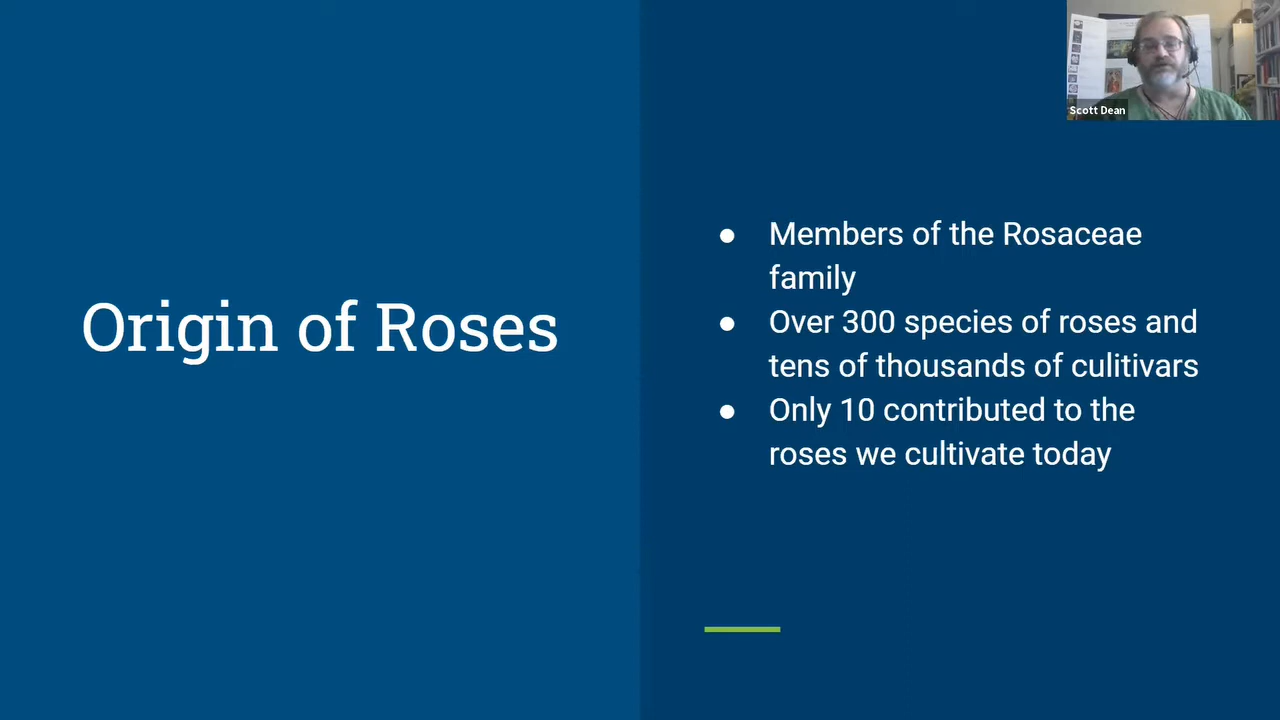 Scott Dean
Origin of Roses
● Members of the Rosaceae
family
● Over 300 species of roses and
tens of thousands of culitivars
● Only 10 contributed to the
roses we cultivate today